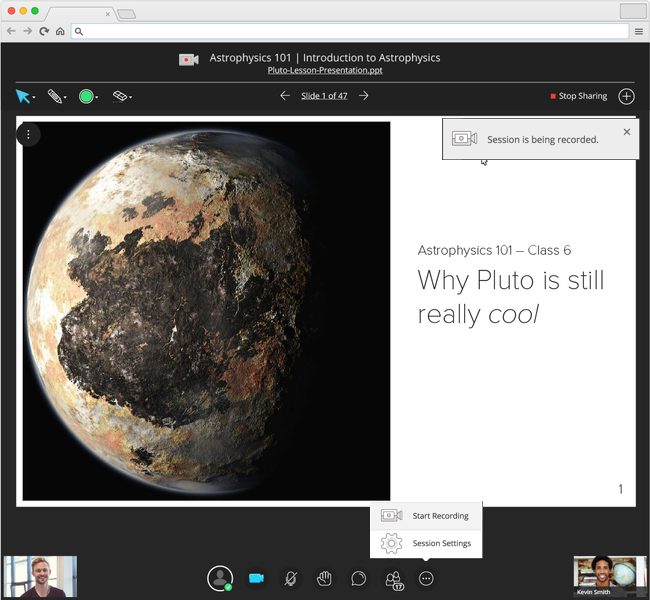 Astrophysics 101 | Introduction to Astrophysics
Pluto-Lesson-Presentation.ppt
Slide 1 of 47
Stop Sharing
Session is being recorded.
Astrophysics 101 – Class 6
Why Pluto is still
really cool
1
Start Recording
Session Settings
17
Kevin Smith